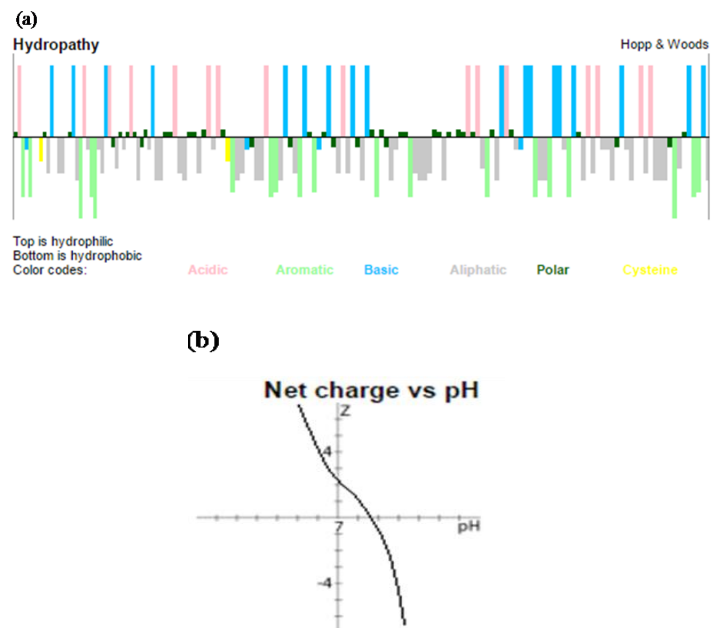 (a)
Hydropathy Hopp & Woods
Top is hydrophilic
Bottom is hydrophobic
Color codes: Acidic Aromatic Basic Aliphatic Polar Cysteine
(b)
Net charge vs pH
Z
4
7 pH
-4